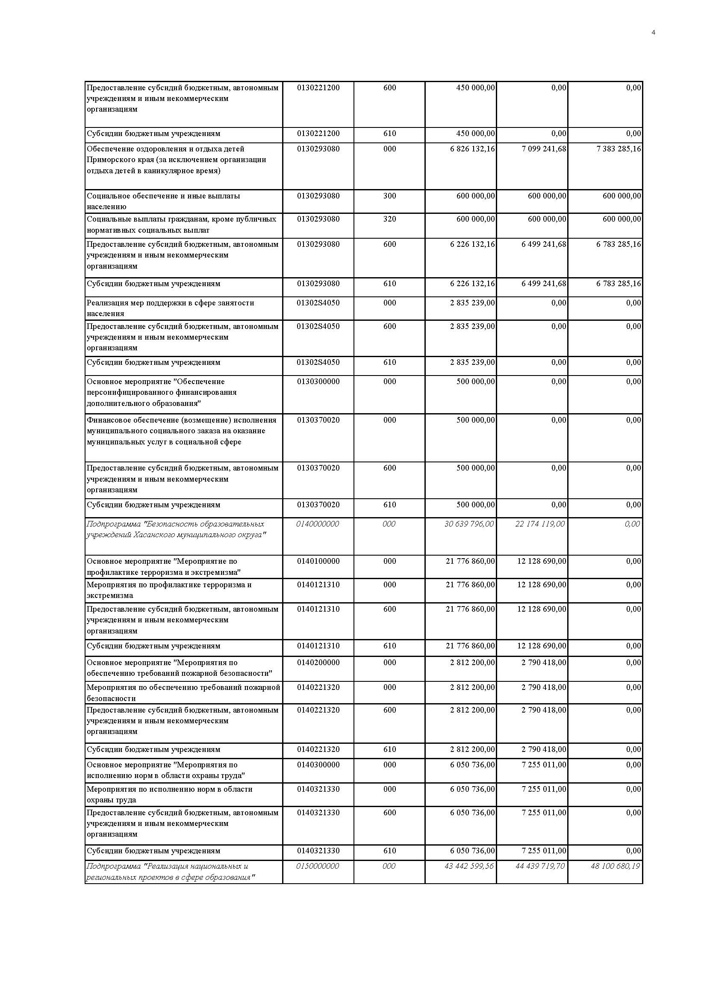 4
Предоставление субсидий бюджетным, автономным 0130221200 600 450 000,00 0,00 0,00
учреждениям и иным некоммерческим
организациям
Субсидии бюджетным учреждениям 0130221200 610 450 000,00 0,00 0,00
Обеспечение оздоровления и отдыха детей 0130293080 000 6 826 132,16 7 099 241,68 7 383 285,16
Приморского края (за исключением организации
отдыха детей в каникулярное время)
Социальное обеспечение и иные выплаты 0130293080 300 600 000,00 600 000,00 600 000,00
населению
Социальные выплаты гражданам, кроме публичных 0130293080 320 600 000,00 600 000,00 600 000,00
нормативных социальных выплат
Предоставление субсидий бюджетным, автономным 0130293080 600 6 226 132,16 6 499 241,68 6 783 285,16
учреждениям и иным некоммерческим
организациям
Субсидии бюджетным учреждениям 0130293080 610 6 226 132,16 6 499 241,68 6 783 285,16
Реализация мер поддержки в сфере занятости 01302S4050 000 2 835 239,00 0,00 0,00
населения
Предоставление субсидий бюджетным, автономным 01302S4050 600 2 835 239,00 0,00 0,00
учреждениям и иным некоммерческим
организациям
Субсидии бюджетным учреждениям 01302S4050 610 2 835 239,00 0,00 0,00
Основное мероприятие "Обеспечение 0130300000 000 500 000,00 0,00 0,00
персонифицированного финансирования
дополнительного образования"
Финансовое обеспечение (возмещение) исполнения 0130370020 000 500 000,00 0,00 0,00
муниципального социального заказа на оказание
муниципальных услуг в социальной сфере
Предоставление субсидий бюджетным, автономным 0130370020 600 500 000,00 0,00 0,00
учреждениям и иным некоммерческим
организациям
Субсидии бюджетным учреждениям 0130370020 610 500 000,00 0,00 0,00
Подпрограмма "Безопасность образовательных 0140000000 000 30 639 796,00 22 174 119,00 0,00
учреждений Хасанского муниципального округа"
Основное мероприятие "Мероприятие по 0140100000 000 21 776 860,00 12 128 690,00 0,00
профилактике терроризма и экстремизма"
Мероприятия по профилактике терроризма и 0140121310 000 21 776 860,00 12 128 690,00 0,00
экстремизма
Предоставление субсидий бюджетным, автономным 0140121310 600 21 776 860,00 12 128 690,00 0,00
учреждениям и иным некоммерческим
организациям
Субсидии бюджетным учреждениям 0140121310 610 21 776 860,00 12 128 690,00 0,00
Основное мероприятие "Мероприятия по 0140200000 000 2 812 200,00 2 790 418,00 0,00
обеспечению требований пожарной безопасности"
Мероприятия по обеспечению требований пожарной 0140221320 000 2 812 200,00 2 790 418,00 0,00
безопасности
Предоставление субсидий бюджетным, автономным 0140221320 600 2 812 200,00 2 790 418,00 0,00
учреждениям и иным некоммерческим
организациям
Субсидии бюджетным учреждениям 0140221320 610 2 812 200,00 2 790 418,00 0,00
Основное мероприятие "Мероприятия по 0140300000 000 6 050 736,00 7 255 011,00 0,00
исполнению норм в области охраны труда"
Мероприятия по исполнению норм в области 0140321330 000 6 050 736,00 7 255 011,00 0,00
охраны труда
Предоставление субсидий бюджетным, автономным 0140321330 600 6 050 736,00 7 255 011,00 0,00
учреждениям и иным некоммерческим
организациям
Субсидии бюджетным учреждениям 0140321330 610 6 050 736,00 7 255 011,00 0,00
Подпрограмма "Реализация национальных и 0150000000 000 43 442 599,56 44 439 719,70 48 100 680,19
региональных проектов в сфере образования"